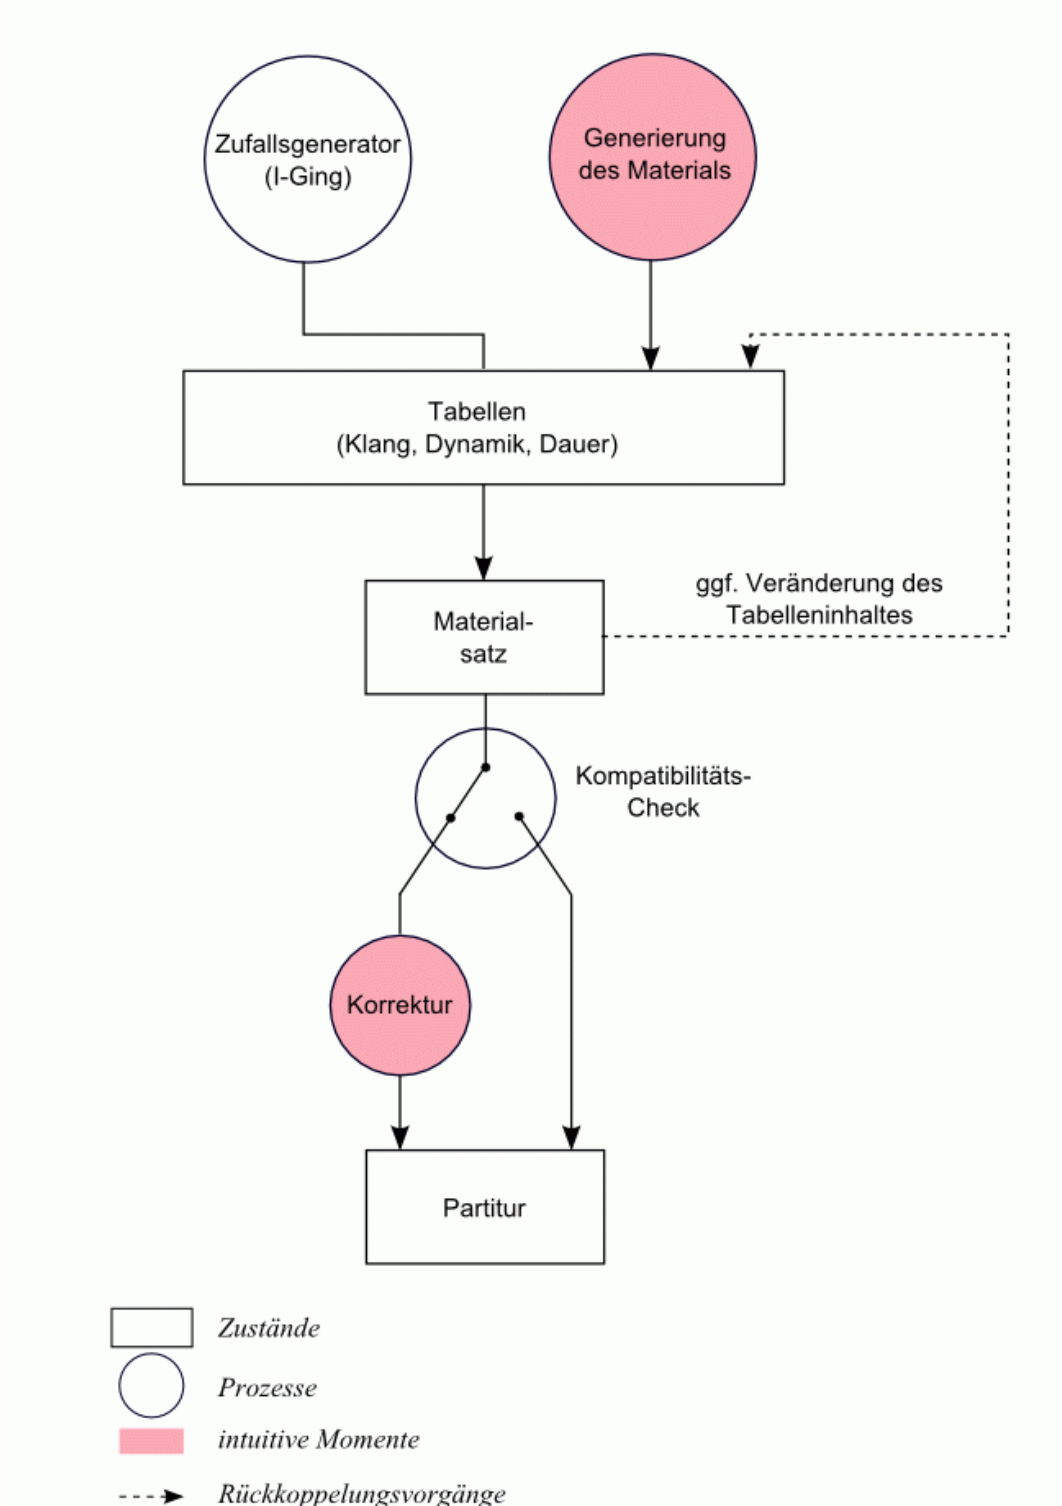 Zufallsgenerator
(I-Ging)
Generierung
des Materials
Tabellen
(Klang, Dynamik, Dauer)
Material-
satz
ggf. Veränderung des
Tabelleninhaltes
Kompatibilitäts-
Check
Korrektur
Partitur
Zustände
Prozesse
intuitive Momente
Rückkoppelungsvorgänge